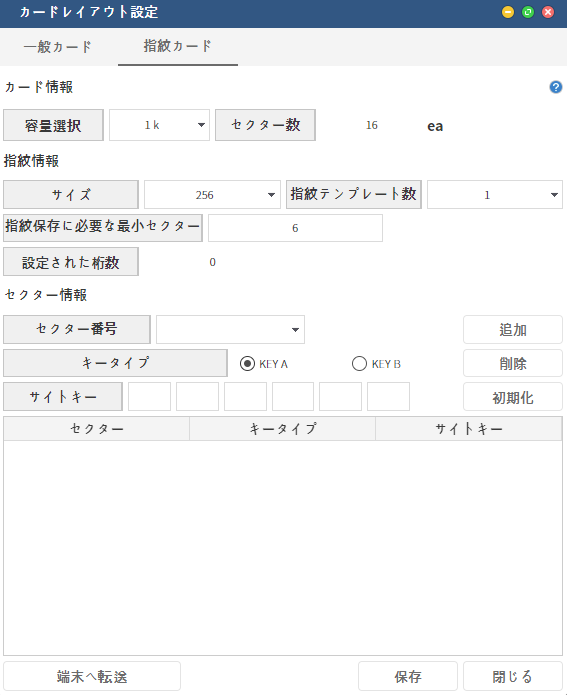 カードレイアウト設定
一般カード 指紋カード
カード情報
容量選択 1 k セクター数 16 ea
指紋情報
サイズ 256 指紋テンプレート数 1
指紋保存に必要な最小セクター 6
設定された桁数 0
セクター情報
セクター番号 追加
キータイプ KEY A KEY B 削除
サイトキー 初期化
セクター キータイプ サイトキー
端末へ転送 保存 閉じる